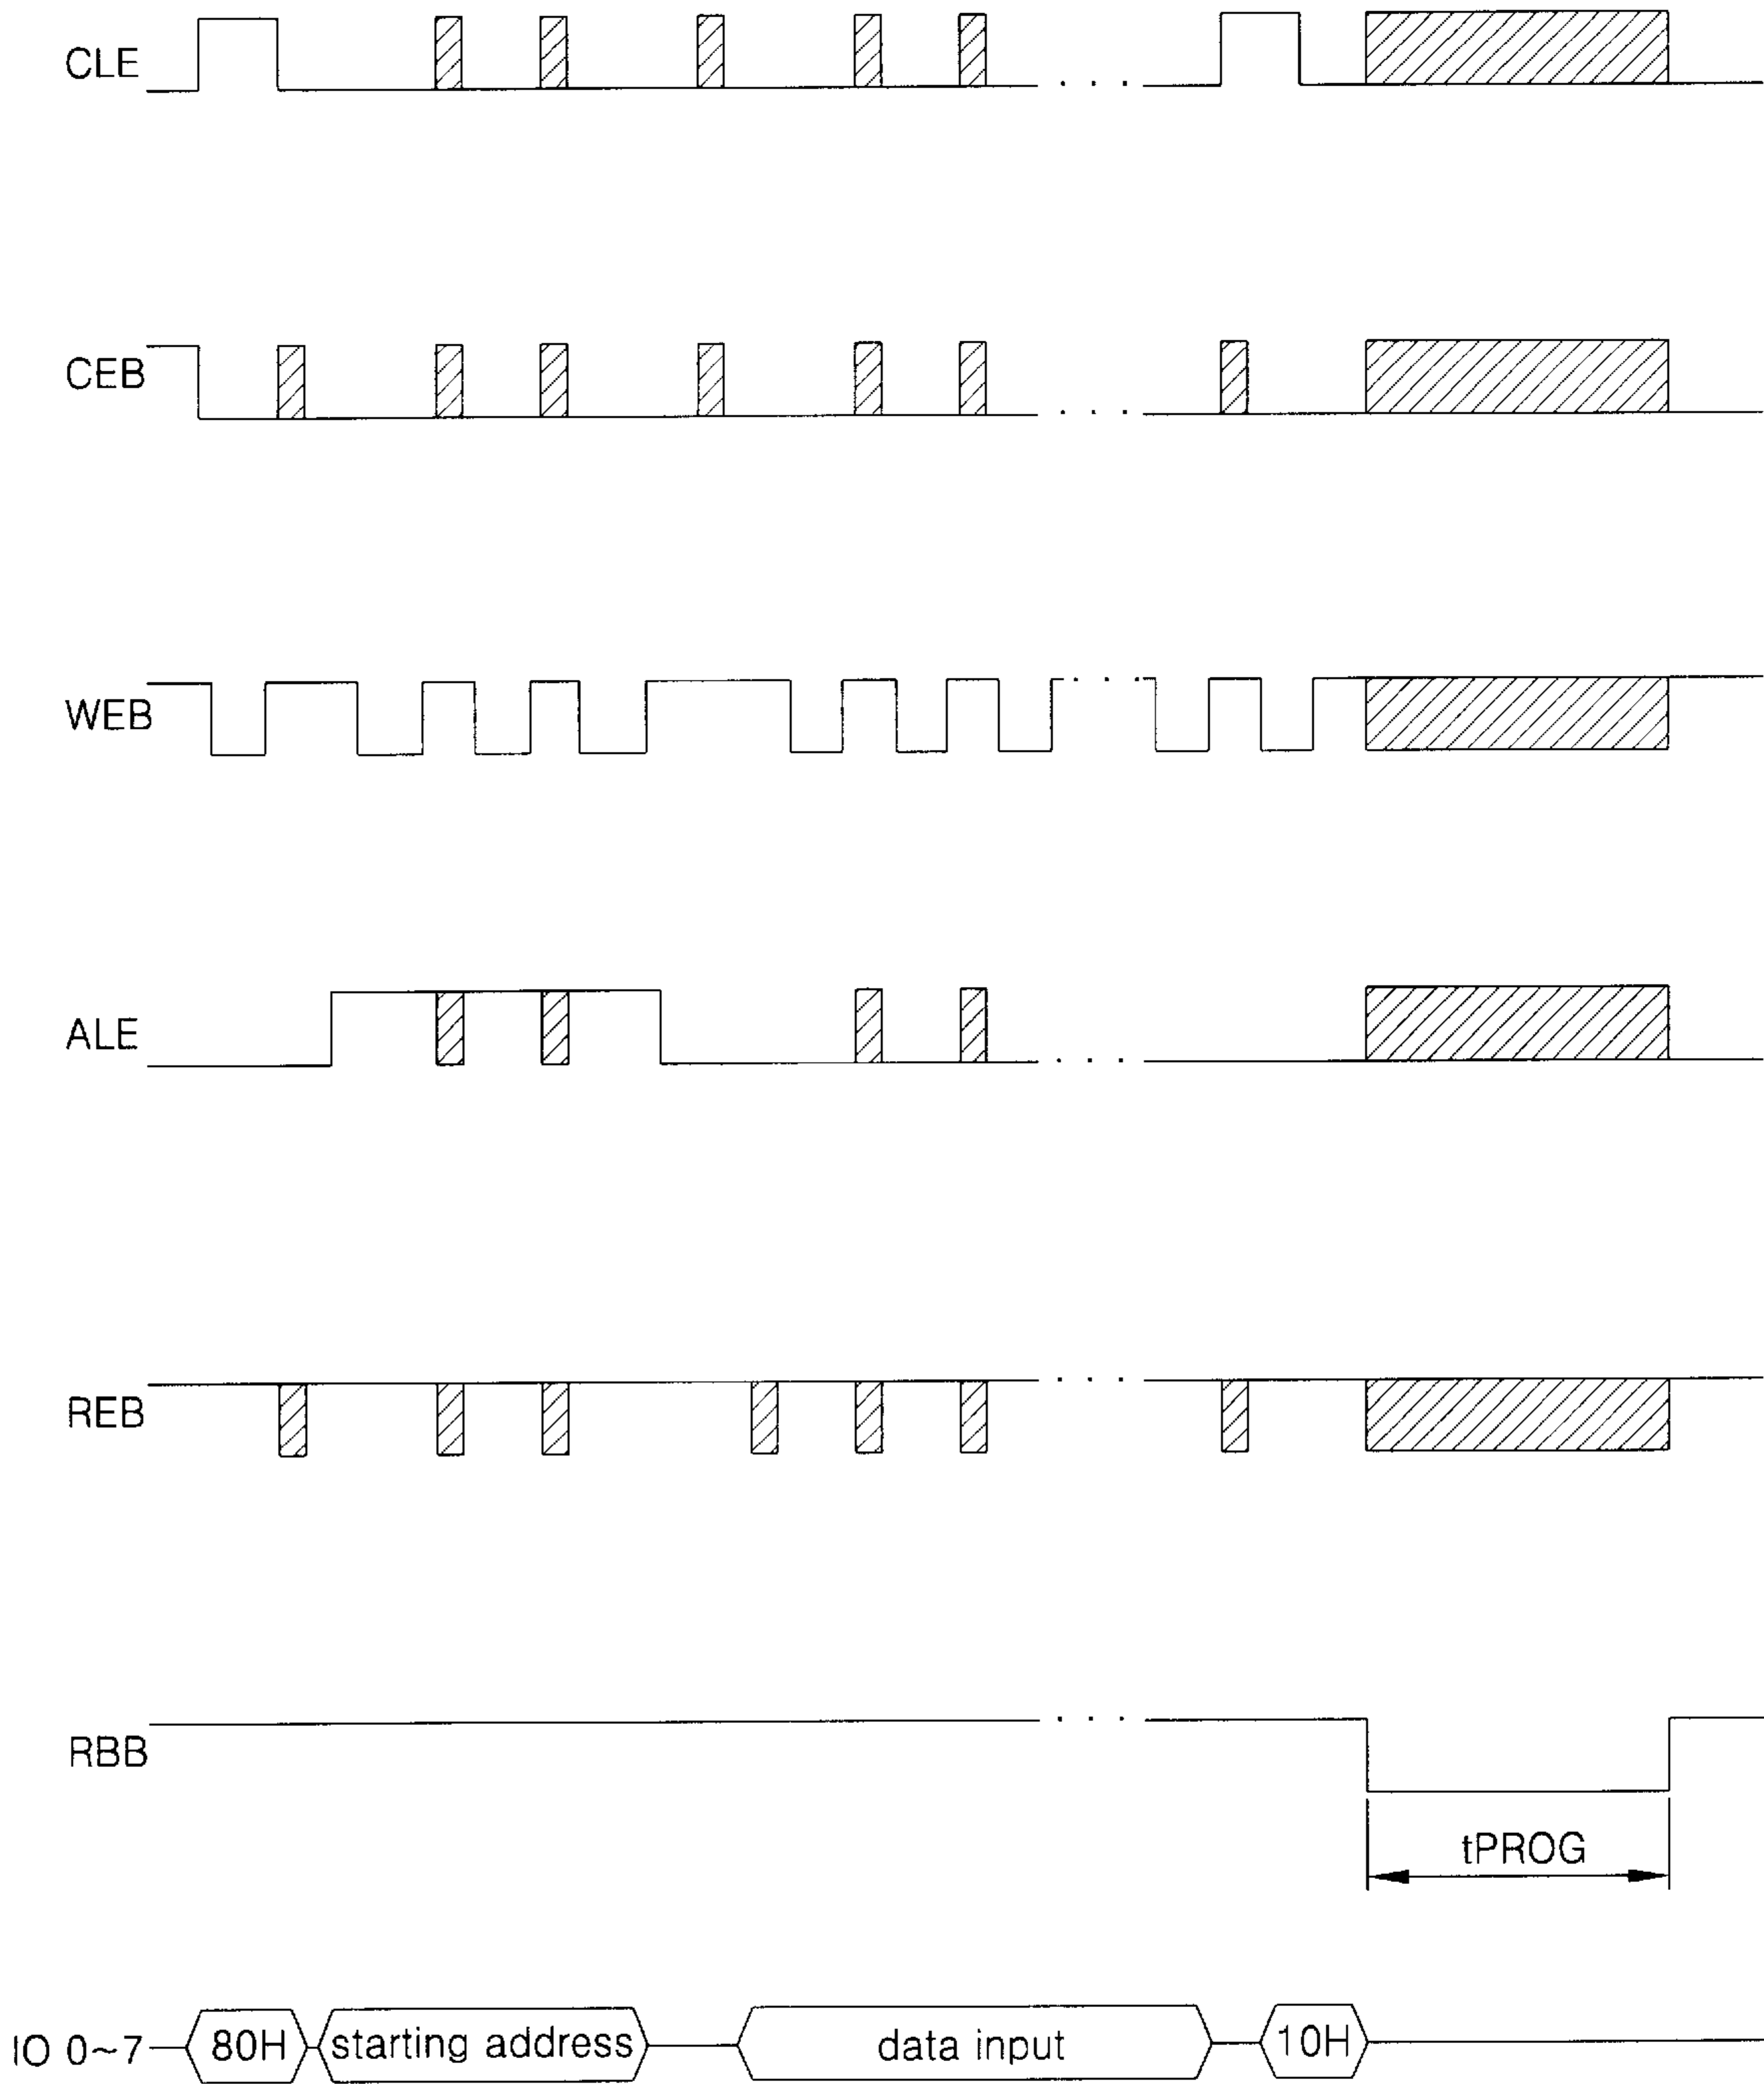 CLE
. . .
CEB
. . .
WEB
. . .
ALE
. . .
REB
. . .
RBB
. . .
tPROG
IO 0~7
80H
starting address
data input
10H